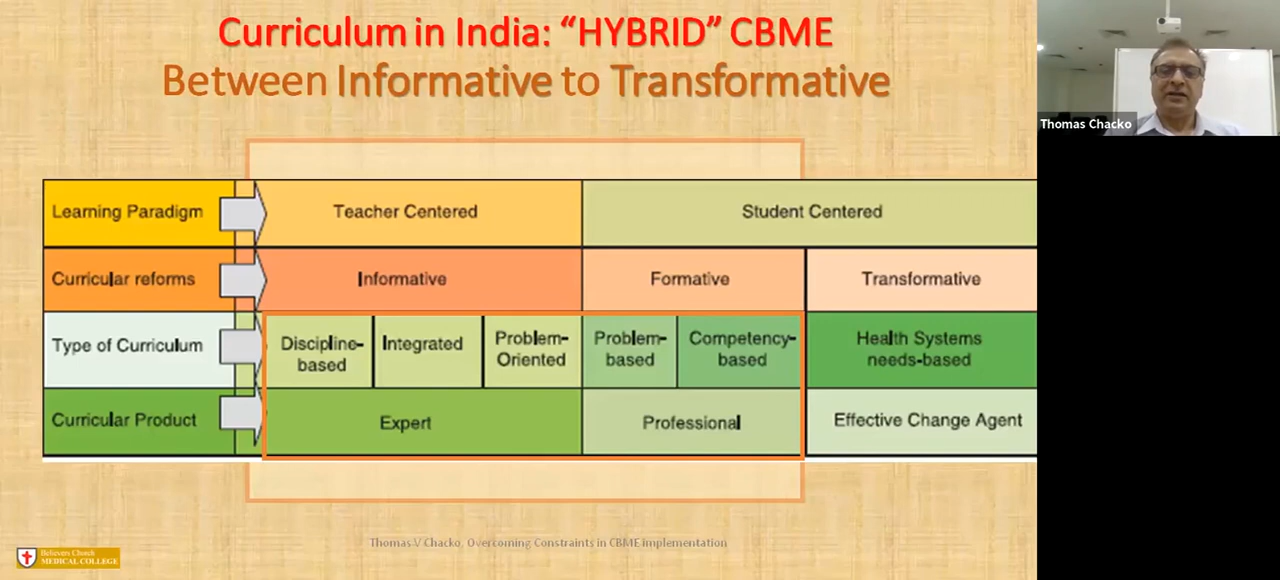 Curriculum in India: “HYBRID” CBME
Between Informative to Transformative
Thomas Chacko
Learning Paradigm
Teacher Centered
Student Centered
Curricular reforms
Informative
Formative
Transformative
Type of Curriculum
Discipline-
based
Integrated
Problem-
Oriented
Problem-
based
Competency-
based
Health Systems
needs-based
Curricular Product
Expert
Professional
Effective Change Agent
Thomas V Chacko, Overcoming Constraints in CBME implementation
Believers Church
MEDICAL COLLEGE